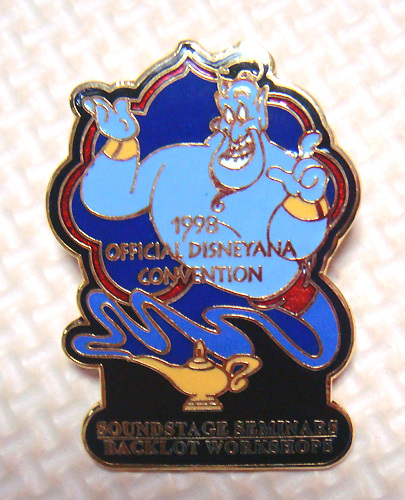 1998
OFFICIAL DISNEYANA
CONVENTION
SOUNDSTAGE SEMINARS
BACKLOT WORKSHOPS